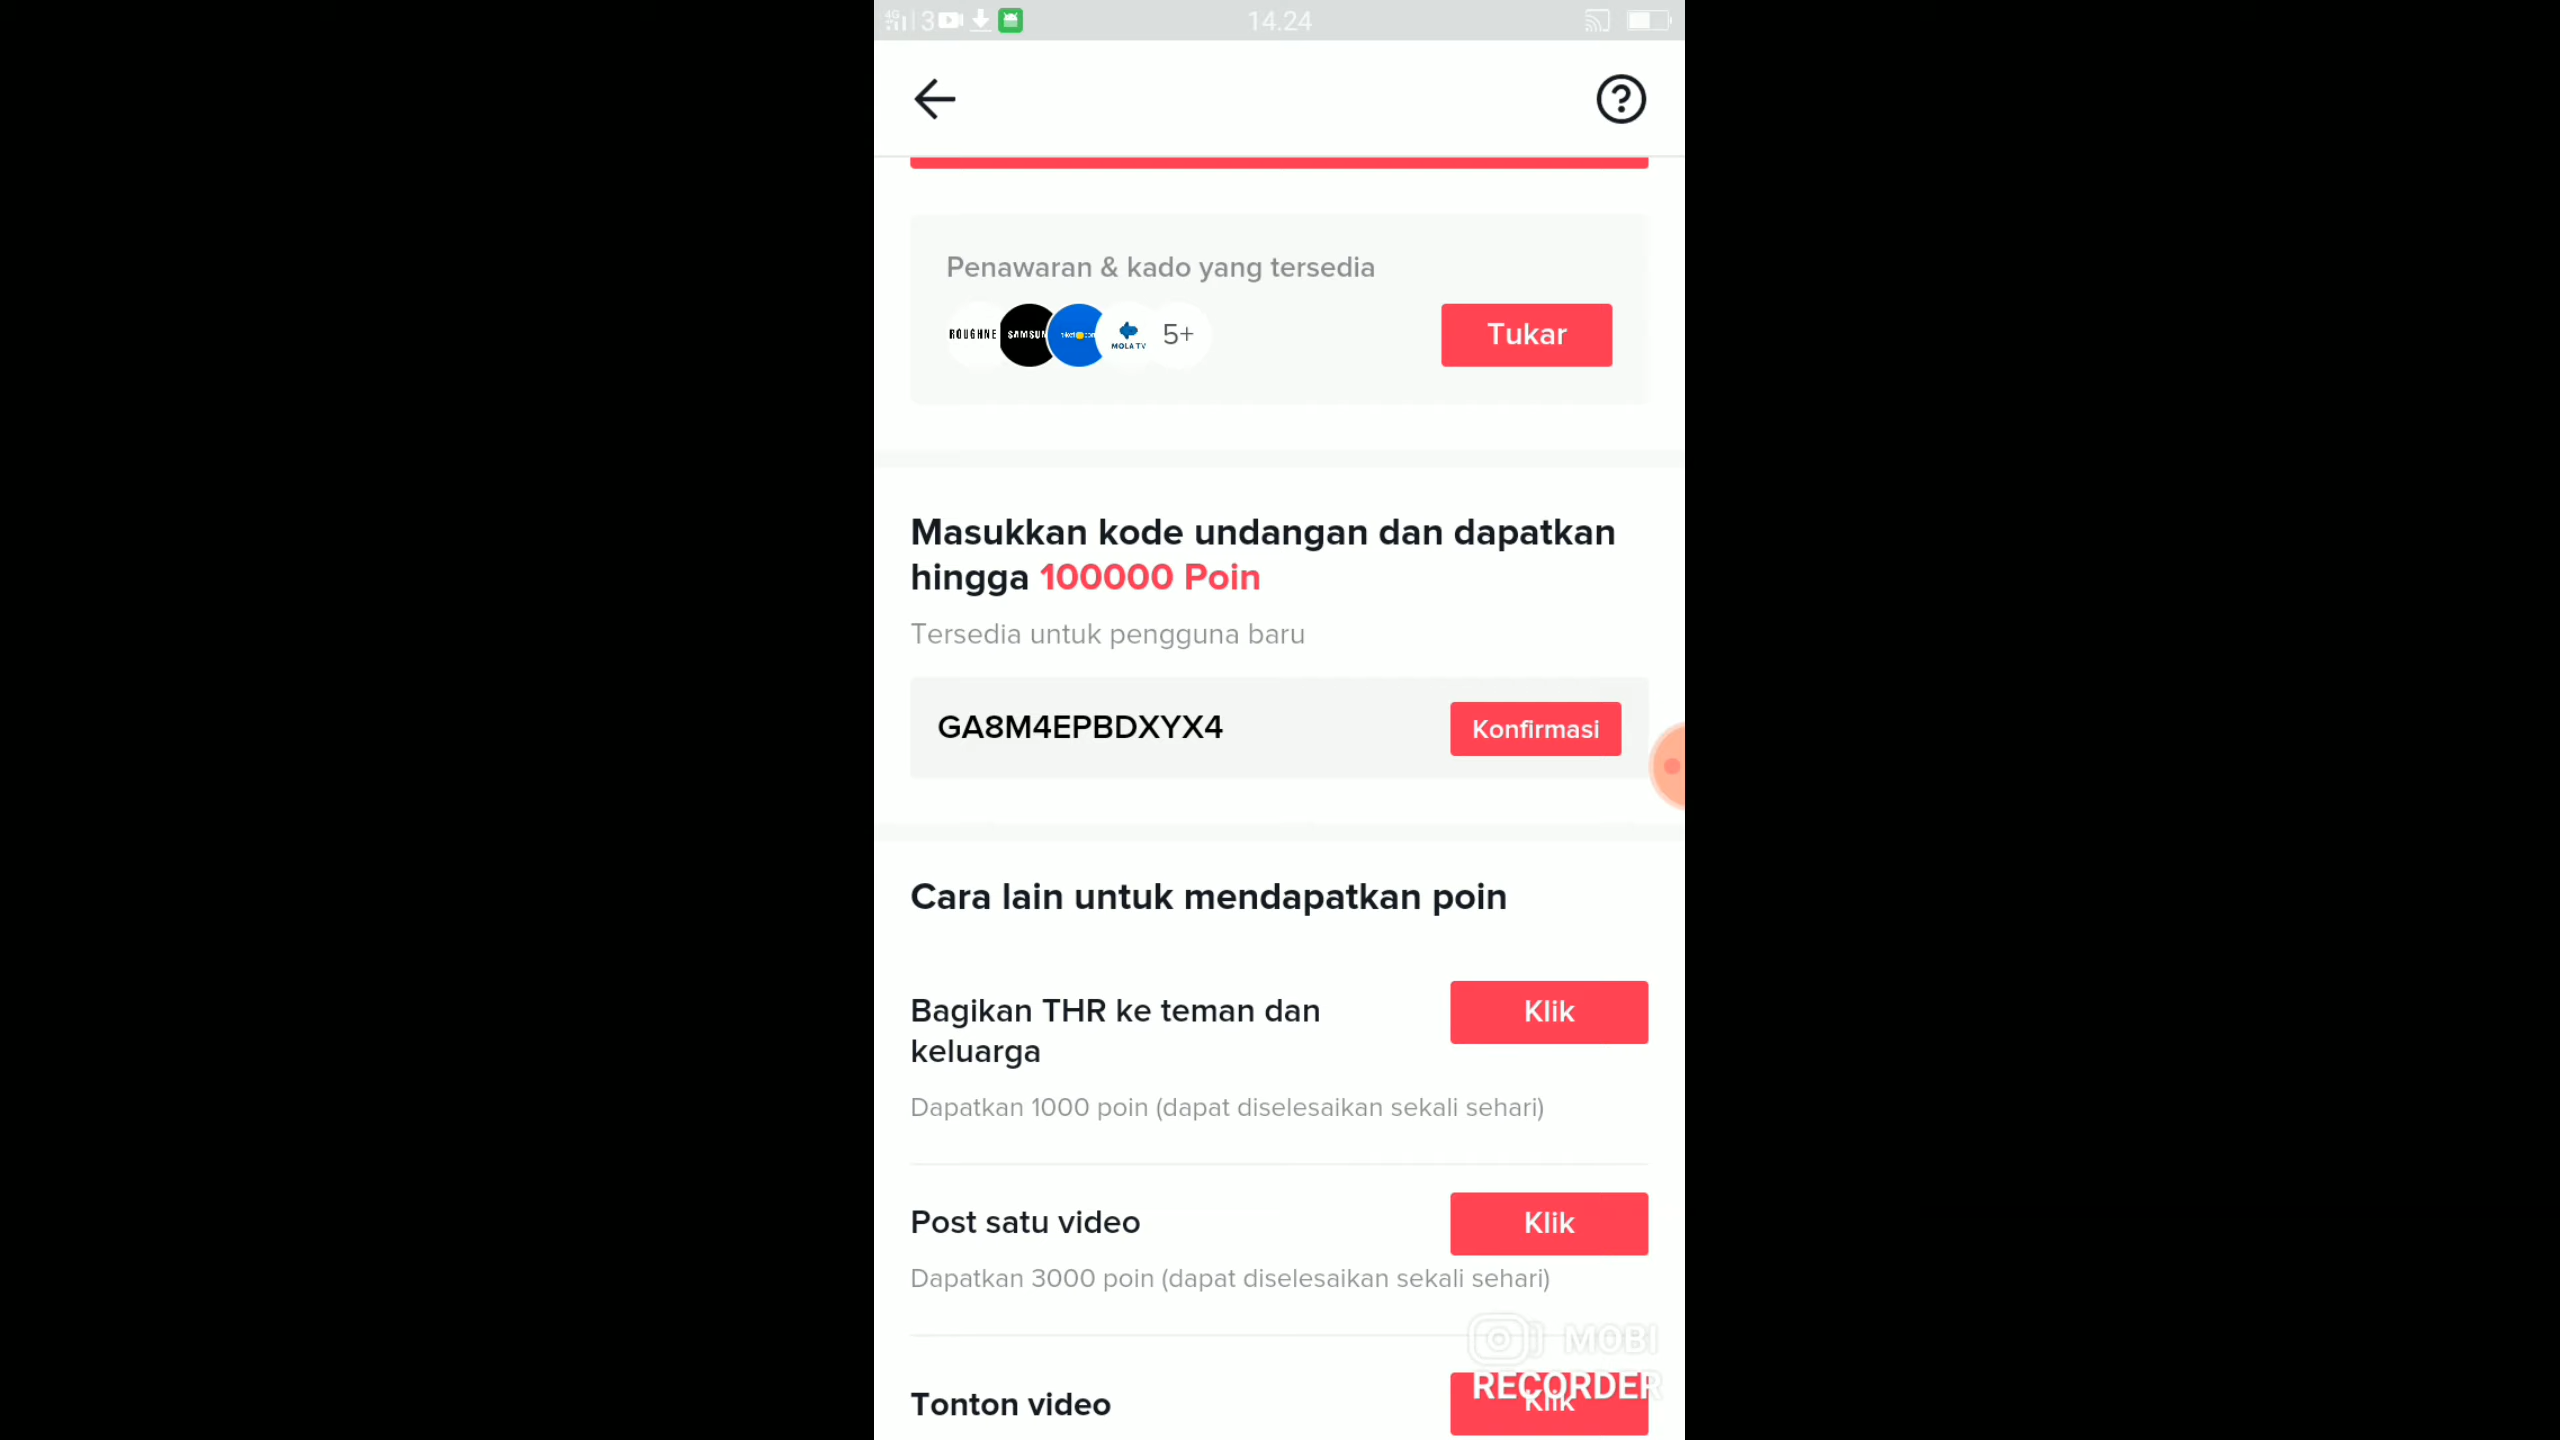 4G 3 14.24
Penawaran & kado yang tersedia
ROUGHNE SAMSUN MOLA TV 5+ Tukar
Masukkan kode undangan dan dapatkan
hingga 100000 Poin
Tersedia untuk pengguna baru
GA8M4EPBDXYX4 Konfirmasi
Cara lain untuk mendapatkan poin
Bagikan THR ke teman dan
keluarga
Klik
Dapatkan 1000 poin (dapat diselesaikan sekali sehari)
Post satu video Klik
Dapatkan 3000 poin (dapat diselesaikan sekali sehari)
MOBI
RECORDER
Tonton video Klik